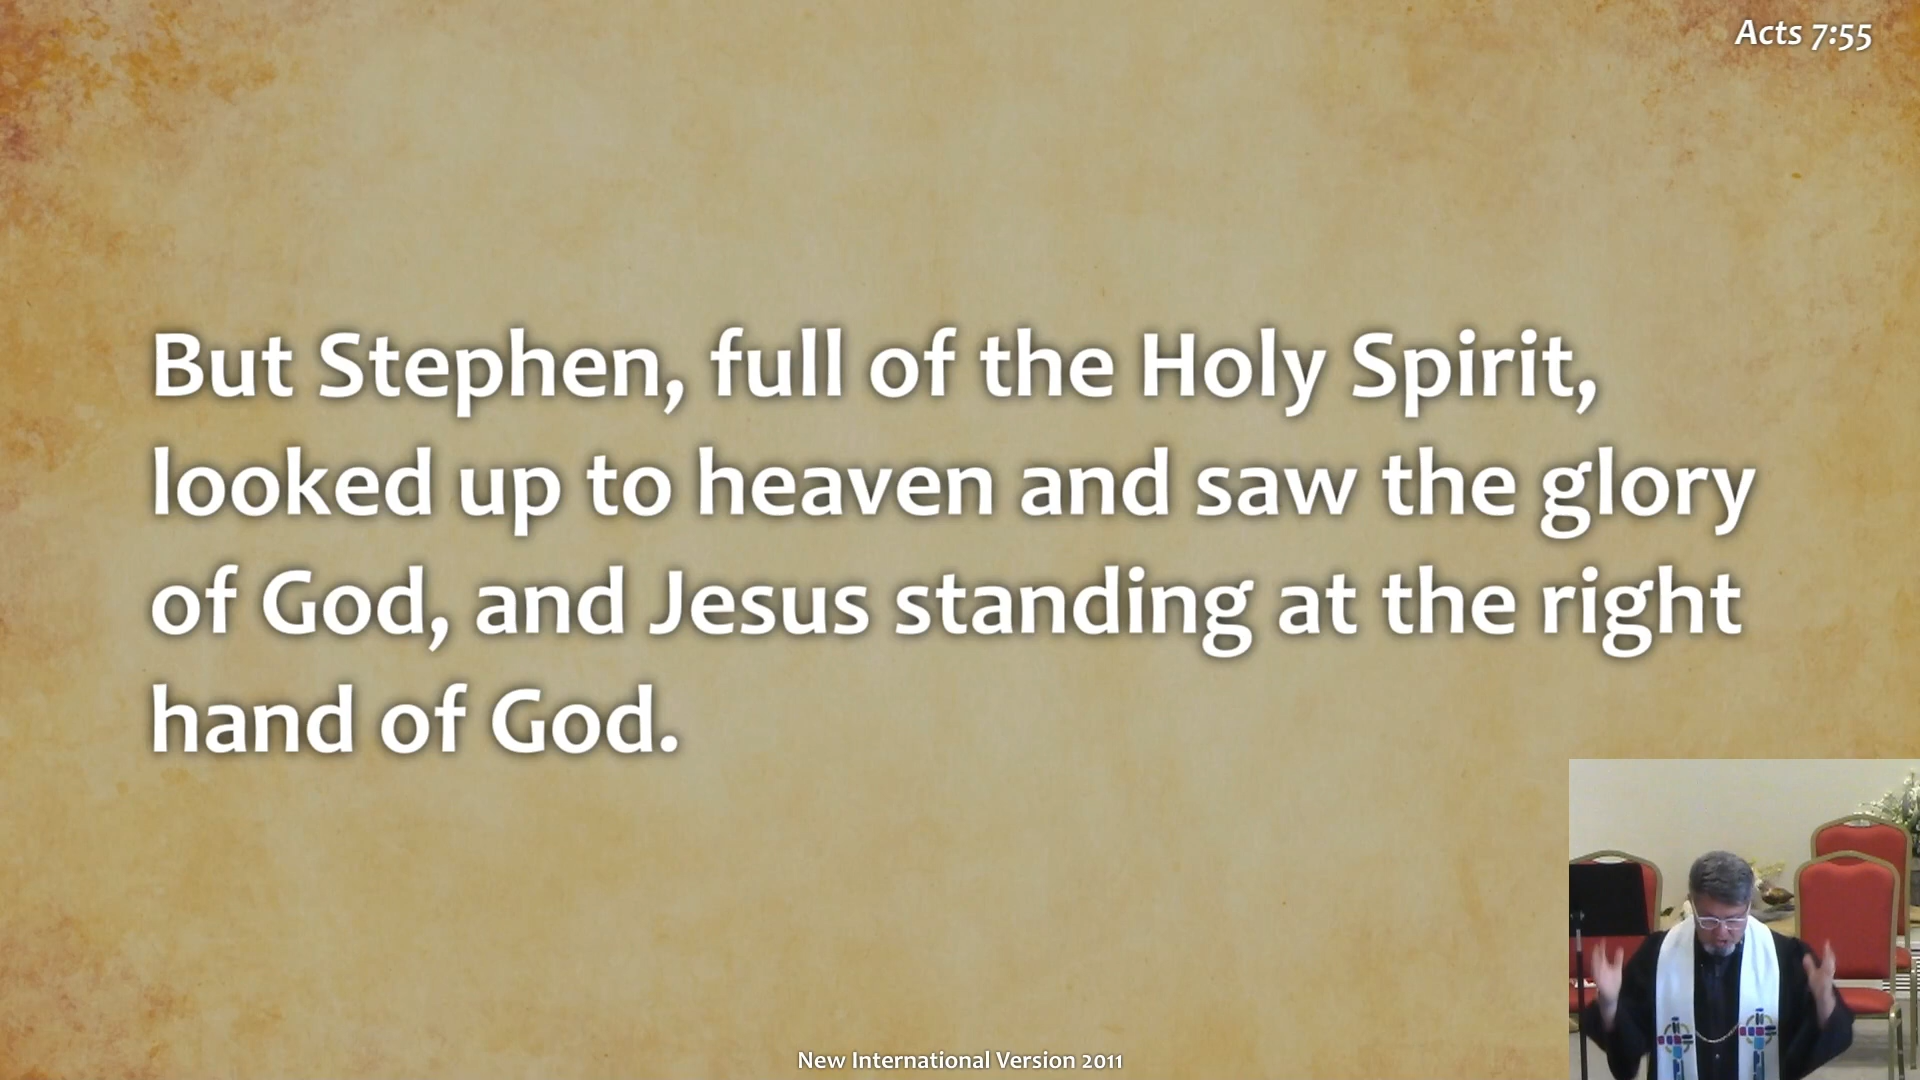 Acts 7:55
But Stephen, full of the Holy Spirit,
looked up to heaven and saw the glory
of God, and Jesus standing at the right
hand of God.
New International Version 2011